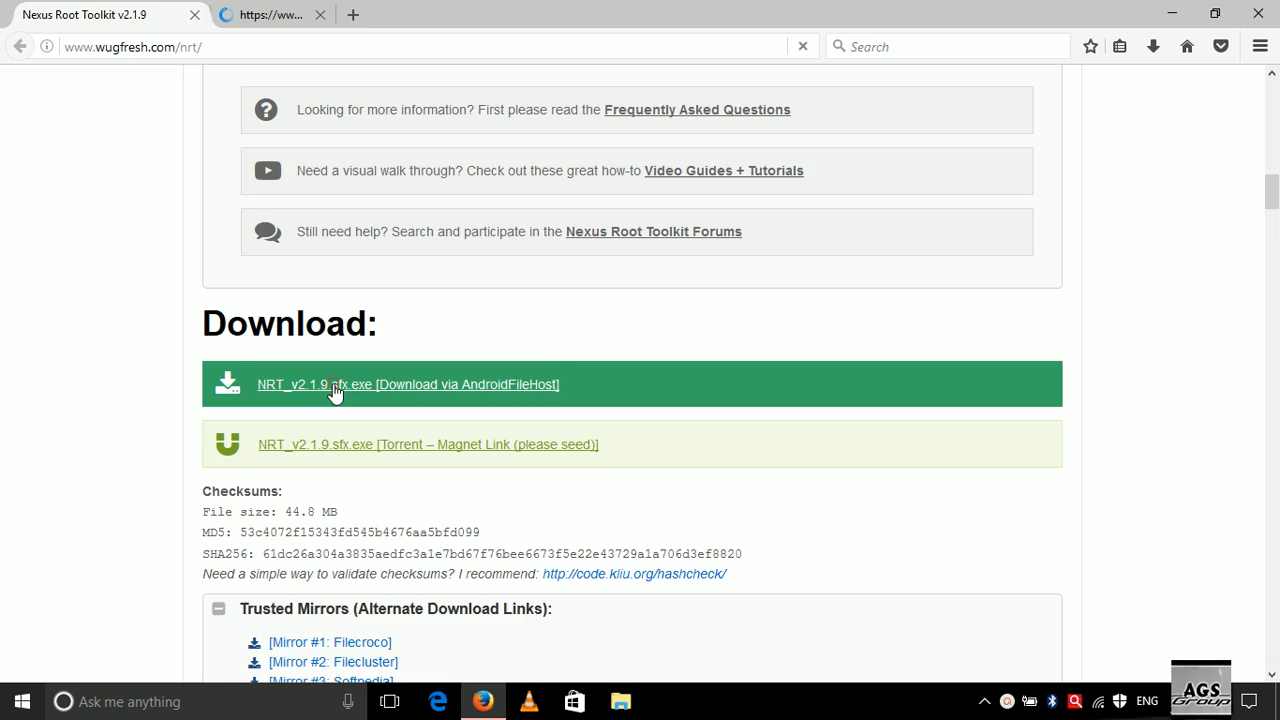 Nexus Root Toolkit v2.1.9
https://ww...
www.wugfresh.com/nrt/
Search
Looking for more information? First please read the Frequently Asked Questions
Need a visual walk through? Check out these great how-to Video Guides + Tutorials
Still need help? Search and participate in the Nexus Root Toolkit Forums
Download:
NRT_v2.1.9.sfx.exe [Download via AndroidFileHost]
NRT_v2.1.9.sfx.exe [Torrent – Magnet Link (please seed)]
Checksums:
File size: 44.8 MB
MD5: 53c4072f15343fd545b4676aa5bfd099
SHA256: 61dc26a304a3835aedfc3a1e7bd67f76bee6673f5e22e43729a1a706d3ef8820
Need a simple way to validate checksums? I recommend: http://code.kliu.org/hashcheck/
Trusted Mirrors (Alternate Download Links):
[Mirror #1: Filecroco]
[Mirror #2: Filecluster]
[Mirror #3: Softpedia]
Ask me anything
ENG
AGS
Group